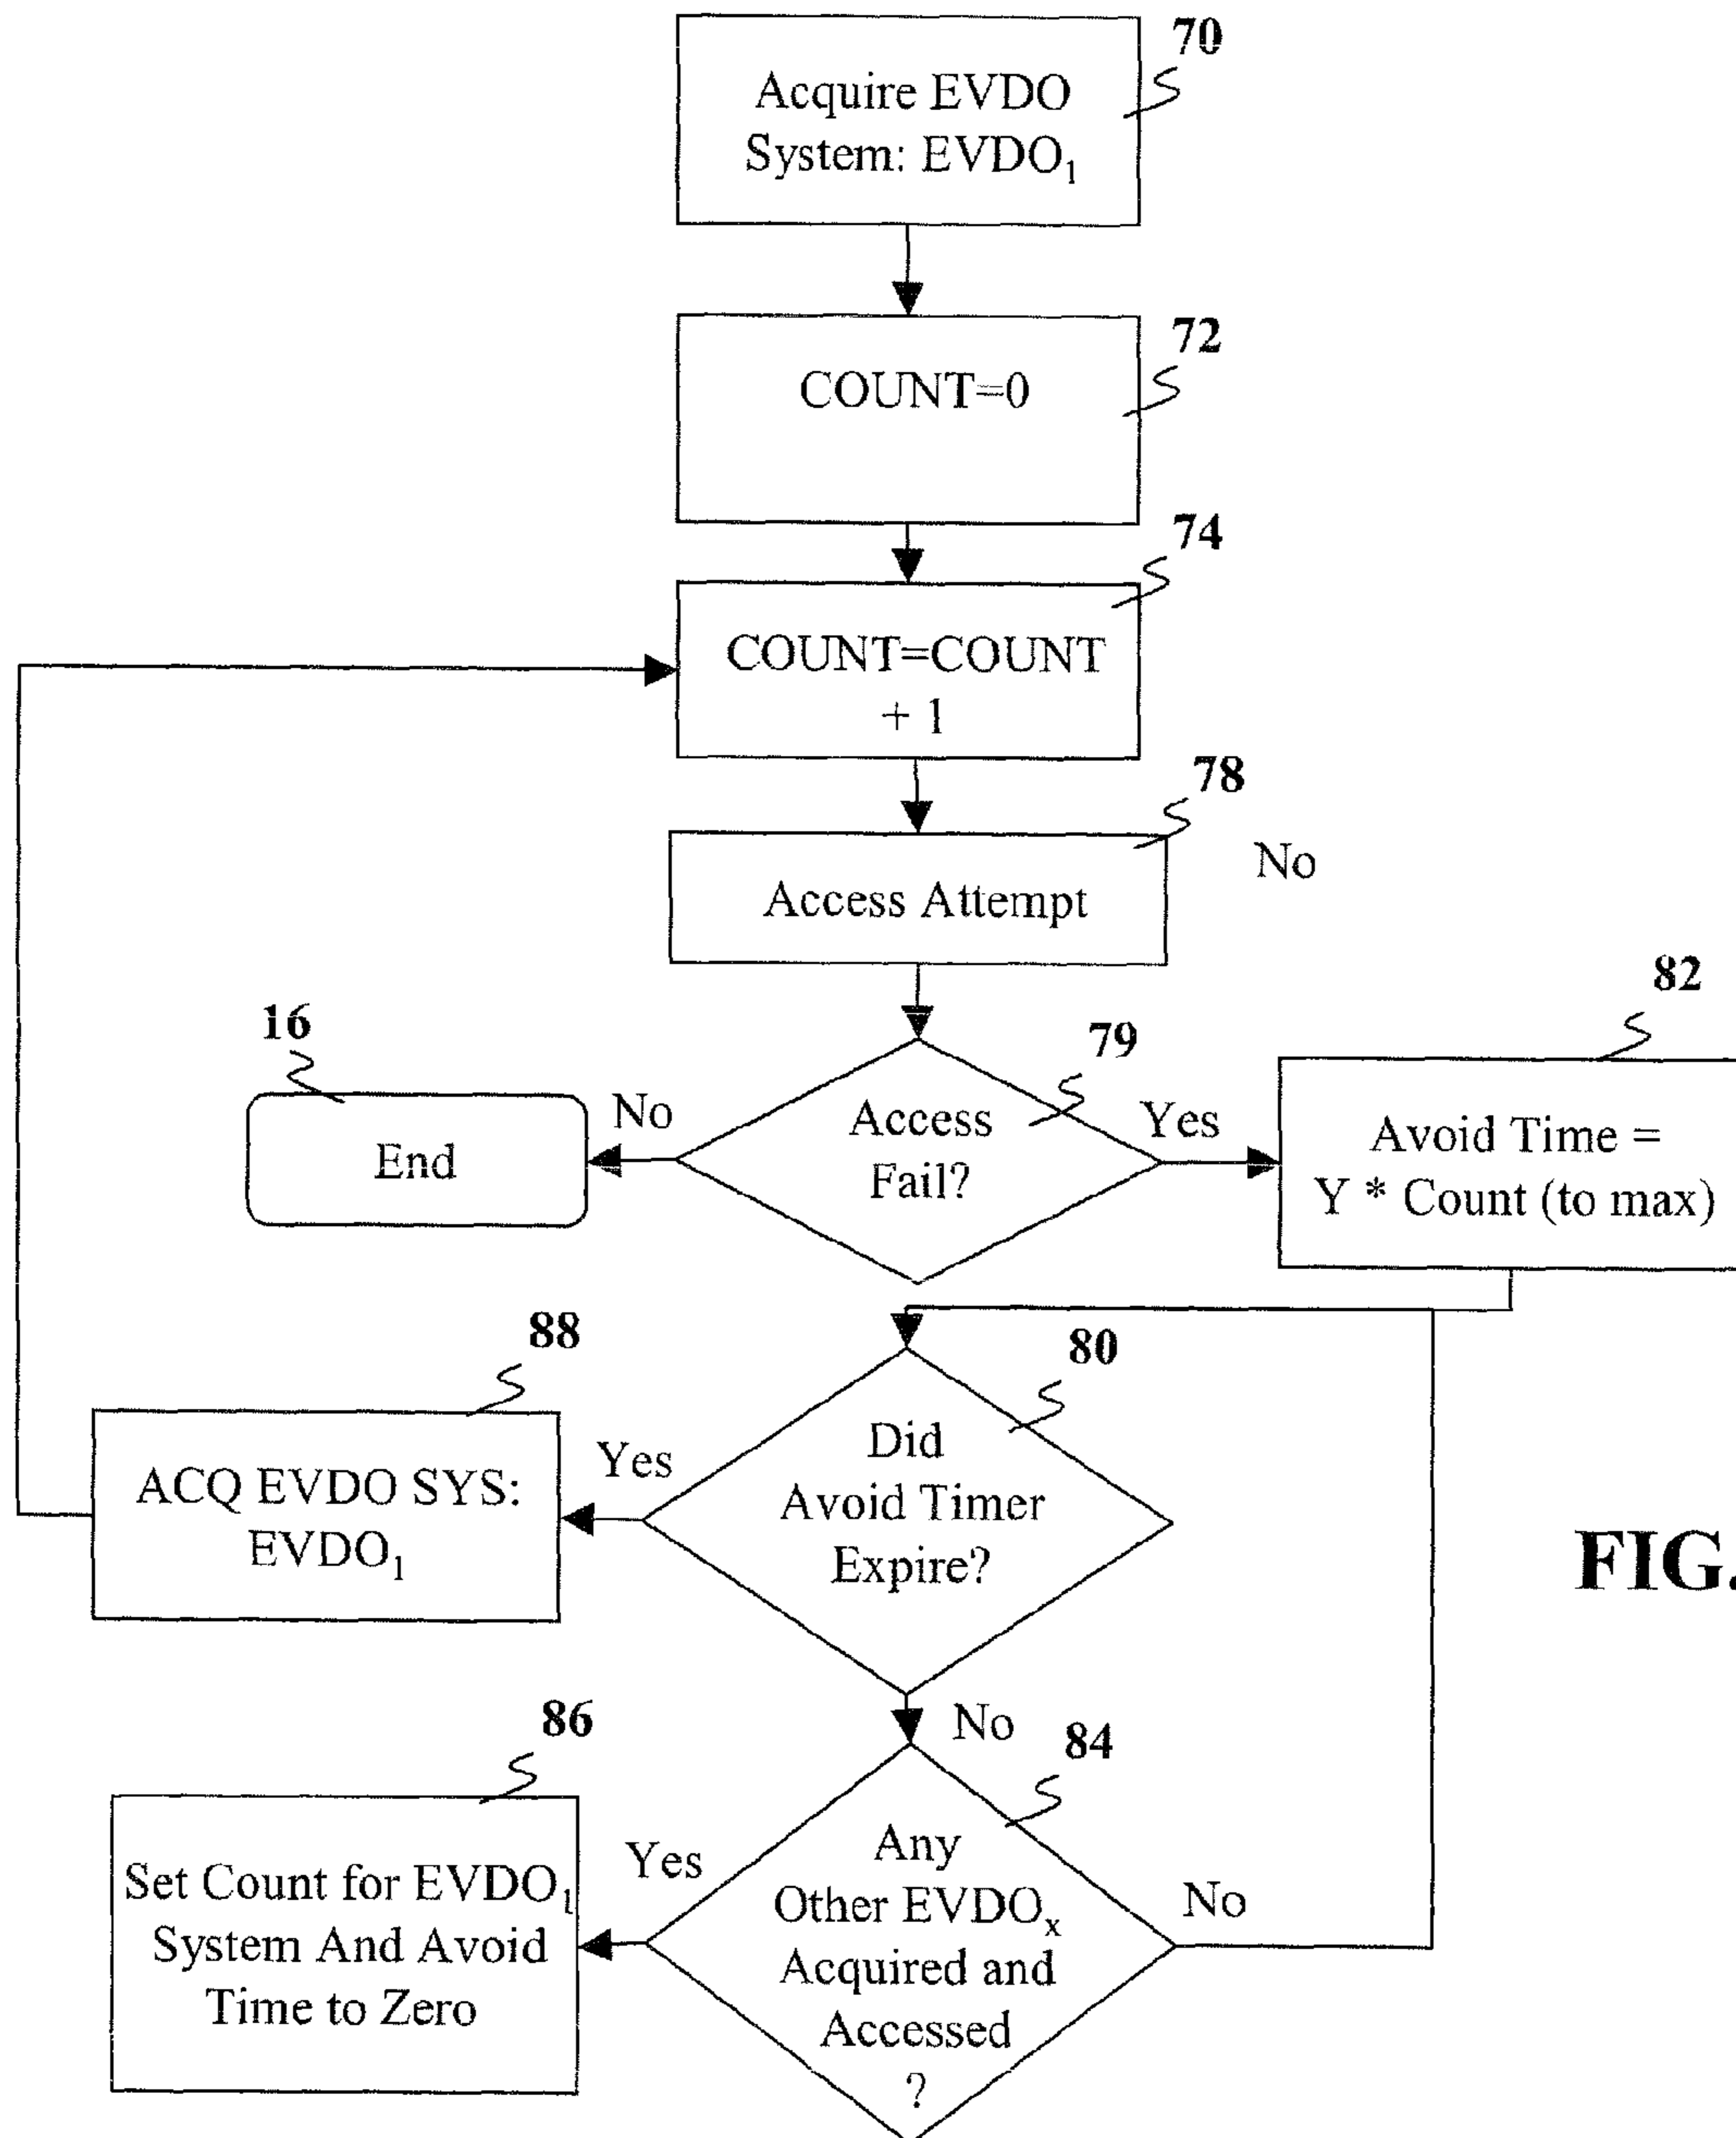 70
Acquire EVDO
System: EVDO₁
72
COUNT=0
74
COUNT=COUNT
+ 1
78
No
Access Attempt
82
16
79
No
Yes
End
Access
Fail?
Avoid Time =
Y * Count (to max)
88
80
Did
Avoid Timer
Expire?
Yes
ACQ EVDO SYS:
EVDO₁
FIG.
86
No
84
Yes
Any
Other EVDOₓ
Acquired and
Accessed
?
No
Set Count for EVDO₁
System And Avoid
Time to Zero